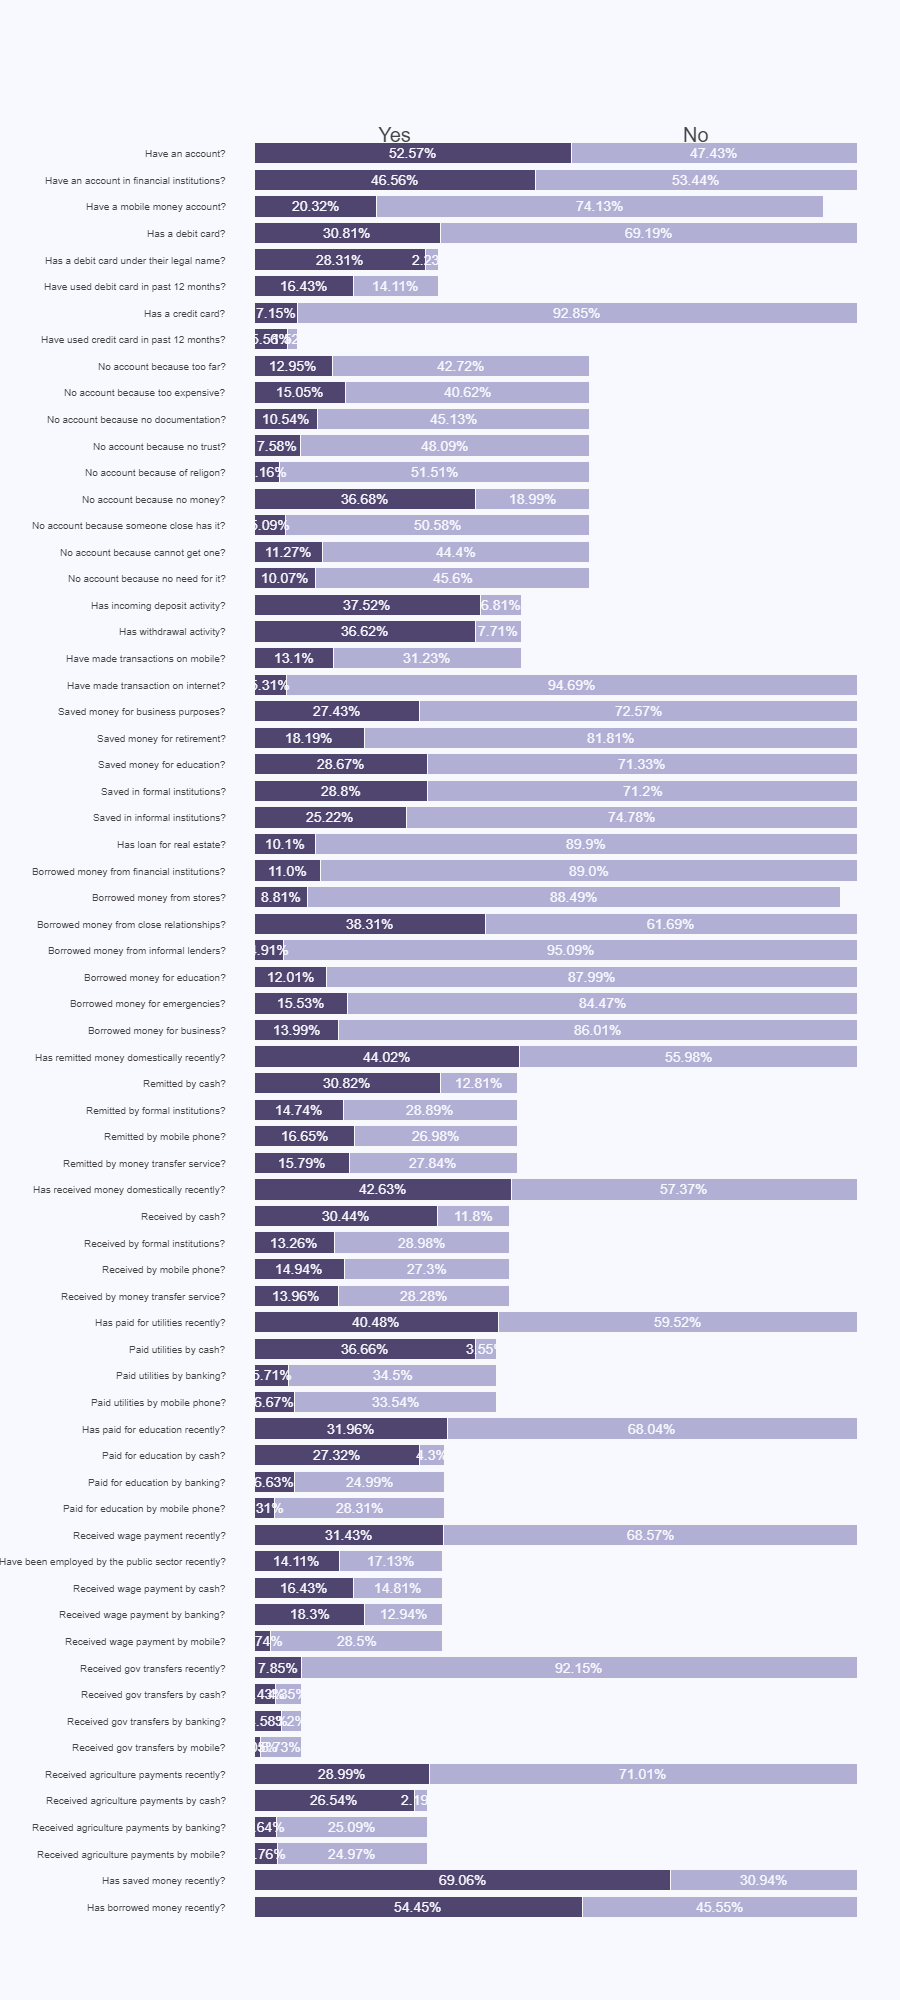 Yes No
Have an account? 52.57% 47.43%
Have an account in financial institutions? 46.56% 53.44%
Have a mobile money account? 20.32% 74.13%
Has a debit card? 30.81% 69.19%
Has a debit card under their legal name? 28.31% 2.23
Have used debit card in past 12 months? 16.43% 14.11%
Has a credit card? 7.15% 92.85%
Have used credit card in past 12 months?
No account because too far? 12.95% 42.72%
No account because too expensive? 15.05% 40.62%
No account because no documentation? 10.54% 45.13%
No account because no trust? 7.58% 48.09%
No account because of religon? .16% 51.51%
No account because no money? 36.68% 18.99%
No account because someone close has it? 5.09% 50.58%
No account because cannot get one? 11.27% 44.4%
No account because no need for it? 10.07% 45.6%
Has incoming deposit activity? 37.52% 6.81%
Has withdrawal activity? 36.62% 7.71%
Have made transactions on mobile? 13.1% 31.23%
Have made transaction on internet? 5.31% 94.69%
Saved money for business purposes? 27.43% 72.57%
Saved money for retirement? 18.19% 81.81%
Saved money for education? 28.67% 71.33%
Saved in formal institutions? 28.8% 71.2%
Saved in informal institutions? 25.22% 74.78%
Has loan for real estate? 10.1% 89.9%
Borrowed money from financial institutions? 11.0% 89.0%
Borrowed money from stores? 8.81% 88.49%
Borrowed money from close relationships? 38.31% 61.69%
Borrowed money from informal lenders? .91% 95.09%
Borrowed money for education? 12.01% 87.99%
Borrowed money for emergencies? 15.53% 84.47%
Borrowed money for business? 13.99% 86.01%
Has remitted money domestically recently? 44.02% 55.98%
Remitted by cash? 30.82% 12.81%
Remitted by formal institutions? 14.74% 28.89%
Remitted by mobile phone? 16.65% 26.98%
Remitted by money transfer service? 15.79% 27.84%
Has received money domestically recently? 42.63% 57.37%
Received by cash? 30.44% 11.8%
Received by formal institutions? 13.26% 28.98%
Received by mobile phone? 14.94% 27.3%
Received by money transfer service? 13.96% 28.28%
Has paid for utilities recently? 40.48% 59.52%
Paid utilities by cash? 36.66% 3.55%
Paid utilities by banking? 5.71% 34.5%
Paid utilities by mobile phone? 6.67% 33.54%
Has paid for education recently? 31.96% 68.04%
Paid for education by cash? 27.32% 4.3%
Paid for education by banking? 6.63% 24.99%
Paid for education by mobile phone? 31% 28.31%
Received wage payment recently? 31.43% 68.57%
Have been employed by the public sector recently? 14.11% 17.13%
Received wage payment by cash? 16.43% 14.81%
Received wage payment by banking? 18.3% 12.94%
Received wage payment by mobile? 74% 28.5%
Received gov transfers recently? 7.85% 92.15%
Received gov transfers by cash?
Received gov transfers by banking?
Received gov transfers by mobile?
Received agriculture payments recently? 28.99% 71.01%
Received agriculture payments by cash? 26.54% 2.19
Received agriculture payments by banking? .64% 25.09%
Received agriculture payments by mobile? .76% 24.97%
Has saved money recently? 69.06% 30.94%
Has borrowed money recently? 54.45% 45.55%